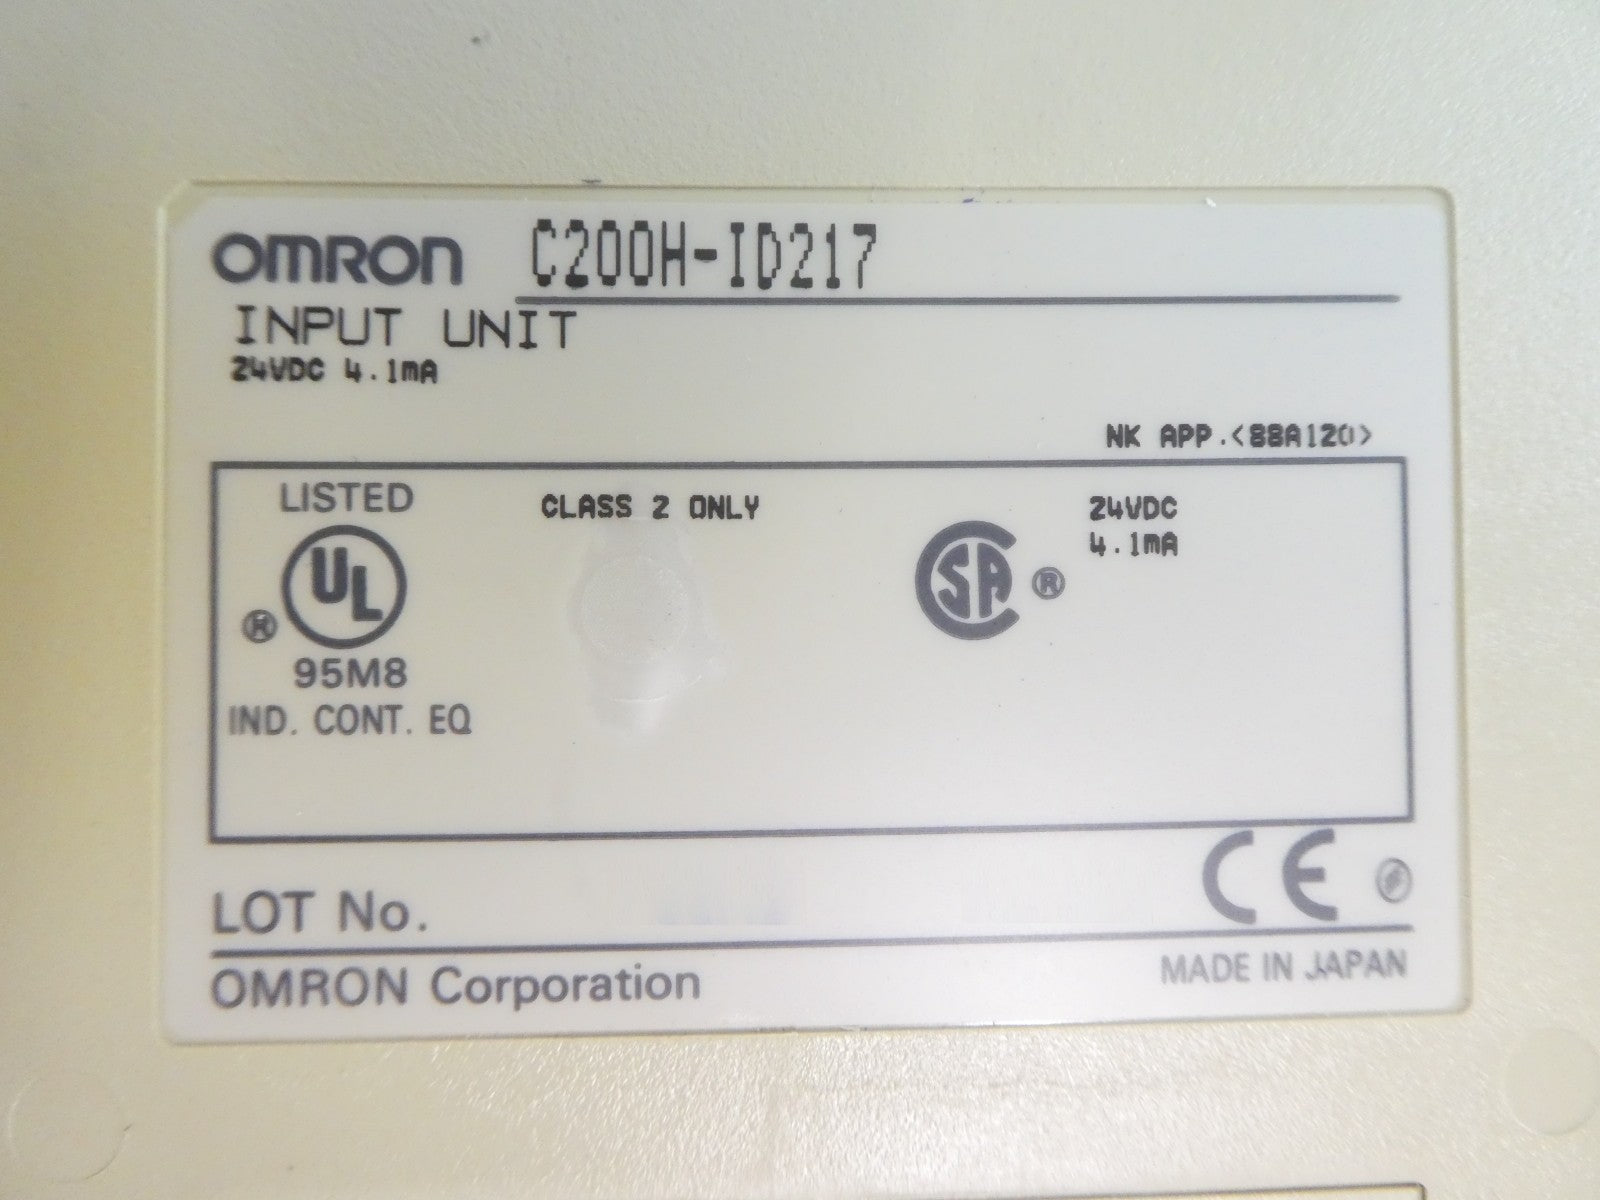 OMRON C200H-ID217
INPUT UNIT
24VDC 4.1mA
NK APP.<88A120>
LISTED
CLASS 2 ONLY
24VDC
4.1mA
UL
SA
®
®
95M8
IND. CONT. EQ
CE
LOT No.
OMRON Corporation
MADE IN JAPAN